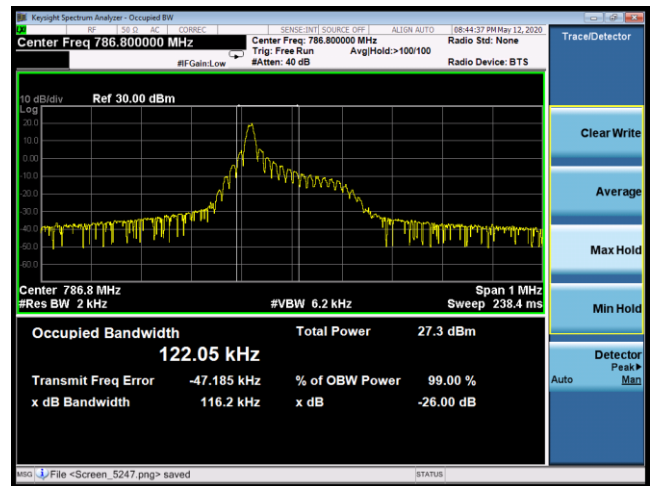 Keysight Spectrum Analyzer - Occupied BW
RF 50 Ω AC CORREC SENSE:INT SOURCE OFF ALIGN AUTO 08:44:37 PM May 12, 2020
Center Freq 786.800000 MHz
Center Freq: 786.800000 MHz
Radio Std: None
Trig: Free Run Avg|Hold:>100/100
#IFGain:Low #Atten: 40 dB Radio Device: BTS
10 dB/div Ref 30.00 dBm
Log
20.0
10.0
0.00
-10.0
-20.0
-30.0
-40.0
-50.0
-60.0
Center 786.8 MHz Span 1 MHz
#Res BW 2 kHz #VBW 6.2 kHz Sweep 238.4 ms
Occupied Bandwidth Total Power 27.3 dBm
122.05 kHz
Transmit Freq Error -47.185 kHz % of OBW Power 99.00 %
x dB Bandwidth 116.2 kHz x dB -26.00 dB
MSG File <Screen_5247.png> saved STATUS
Trace/Detector
Clear Write
Average
Max Hold
Min Hold
Detector
Peak▶
Auto Man